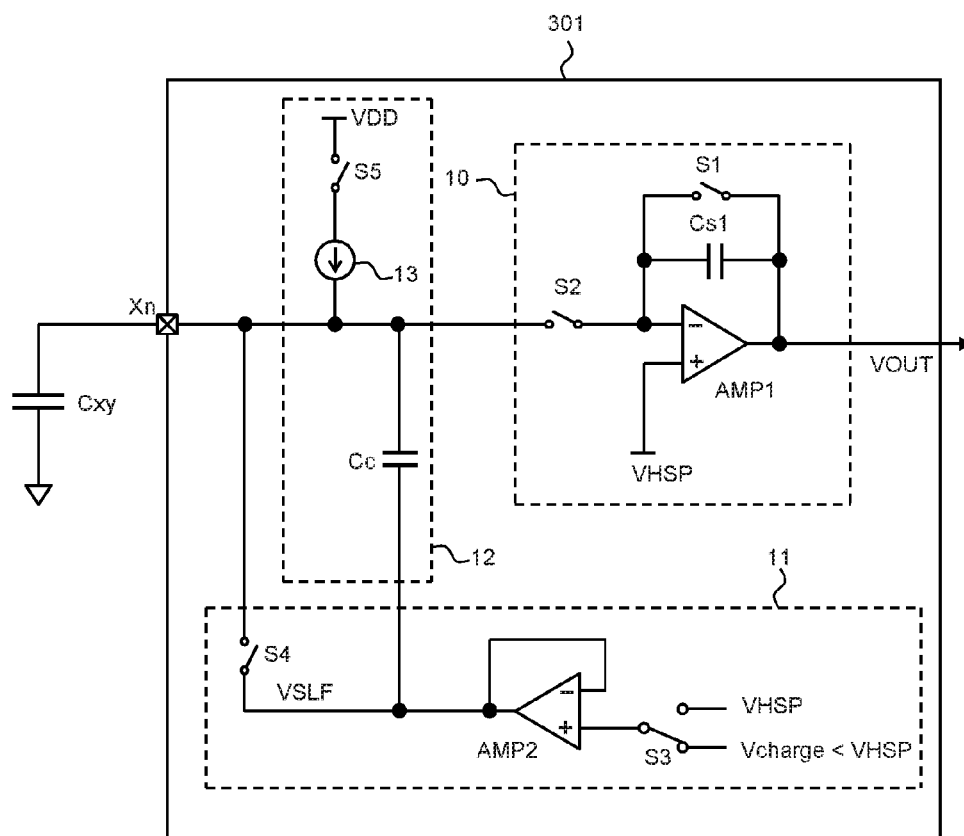 301
VDD
S5
13
10
S1
Cs1
S2
Xn
AMP1
VOUT
VHSP
Cxy
Cc
12
11
S4
VSLF
AMP2
S3
VHSP
Vcharge < VHSP